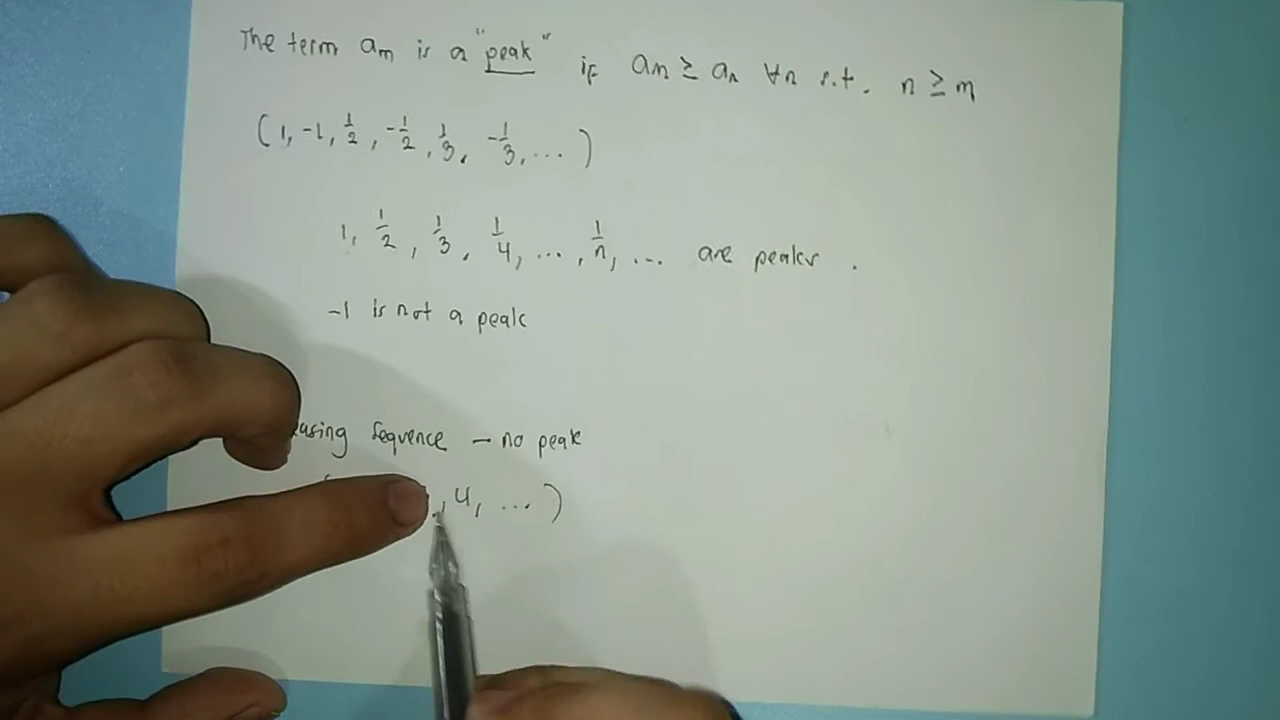 The term aₘ is a "peak" if aₘ ≥ aₙ ∀n s.t. n ≥ m
(1, -1, 1/2, -1/2, 1/3, -1/3, ... )
1, 1/2, 1/3, 1/4, ..., 1/n, ... are peaks .
-1 is not a peak
sequence - no peak
, 4, ... )